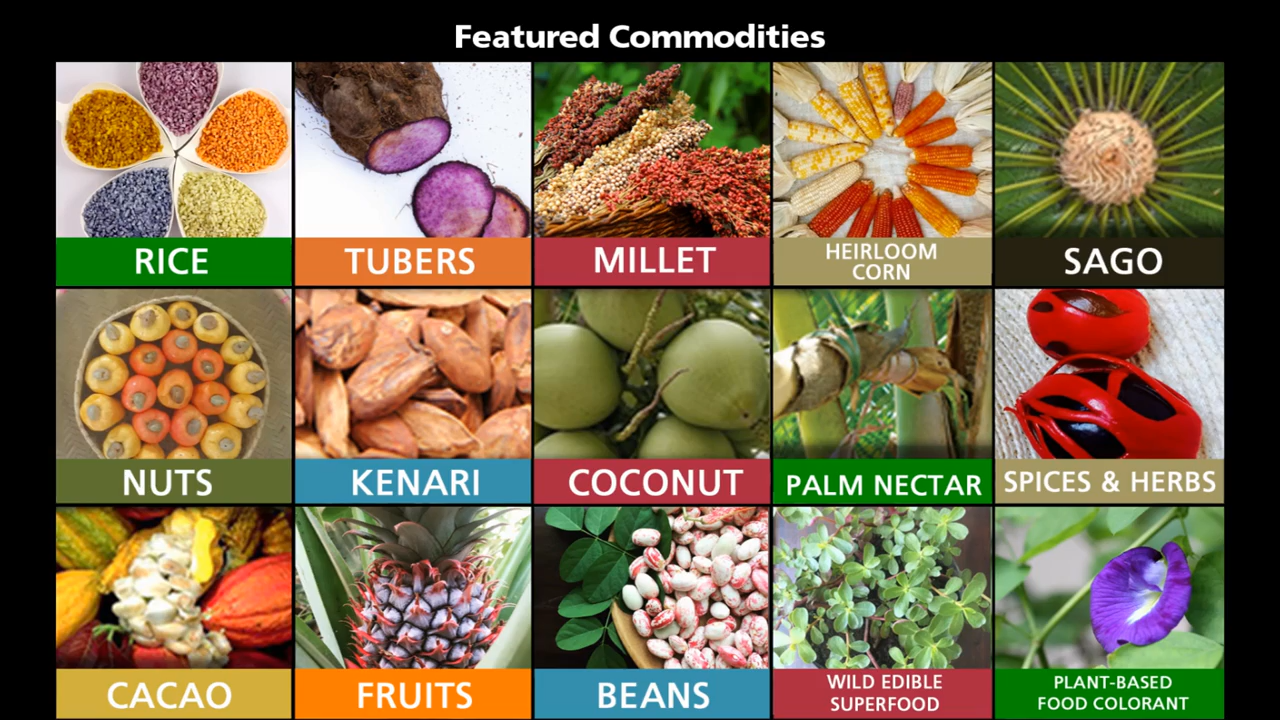 Featured Commodities
RICE
TUBERS
MILLET
HEIRLOOM
CORN
SAGO
NUTS
KENARI
COCONUT
PALM NECTAR
SPICES & HERBS
CACAO
FRUITS
BEANS
WILD EDIBLE
SUPERFOOD
PLANT-BASED
FOOD COLORANT